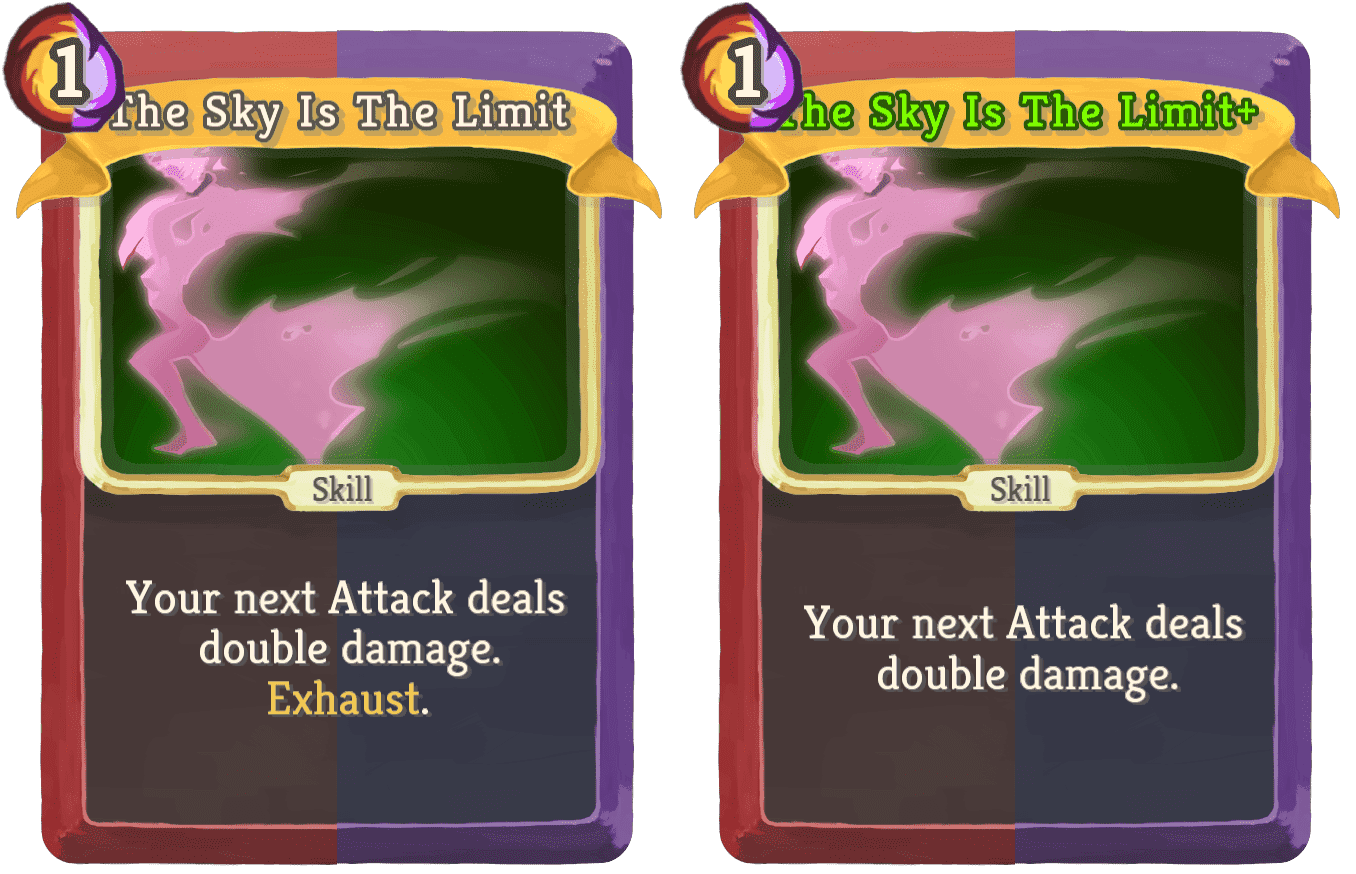 1
The Sky Is The Limit
Skill
Your next Attack deals
double damage.
Exhaust.
1
The Sky Is The Limit+
Skill
Your next Attack deals
double damage.